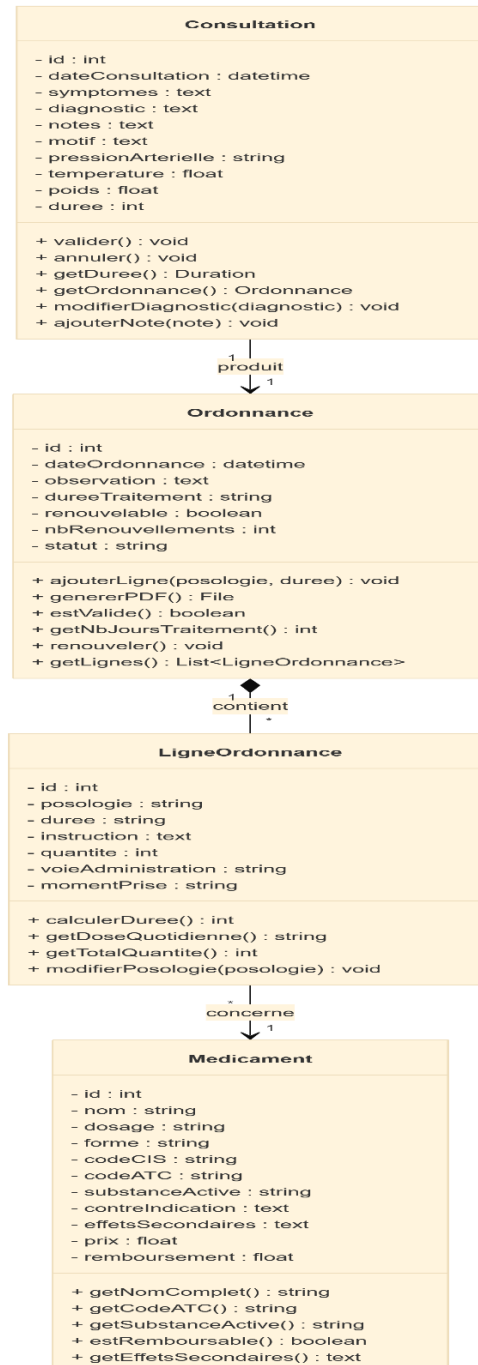 Consultation
- id : int
- dateConsultation : datetime
- symptomes : text
- diagnostic : text
- notes : text
- motif : text
- pressionArterielle : string
- temperature : float
- poids : float
- duree : int
+ valider() : void
+ annuler() : void
+ getDuree() : Duration
+ getOrdonnance() : Ordonnance
+ modifierDiagnostic(diagnostic) : void
+ ajouterNote(note) : void
1
produit
1
Ordonnance
- id : int
- dateOrdonnance : datetime
- observation : text
- dureeTraitement : string
- renouvelable : boolean
- nbRenouvellements : int
- statut : string
+ ajouterLigne(posologie, duree) : void
+ genererPDF() : File
+ estValide() : boolean
+ getNbJoursTraitement() : int
+ renouveler() : void
+ getLignes() : List<LigneOrdonnance>
1
contient
*
LigneOrdonnance
- id : int
- posologie : string
- duree : string
- instruction : text
- quantite : int
- voieAdministration : string
- momentPrise : string
+ calculerDuree() : int
+ getDoseQuotidienne() : string
+ getTotalQuantite() : int
+ modifierPosologie(posologie) : void
*
concerne
1
Medicament
- id : int
- nom : string
- dosage : string
- forme : string
- codeCIS : string
- codeATC : string
- substanceActive : string
- contreIndication : text
- effetsSecondaires : text
- prix : float
- remboursement : float
+ getNomComplet() : string
+ getCodeATC() : string
+ getSubstanceActive() : string
+ estRemboursable() : boolean
+ getEffetsSecondaires() : text